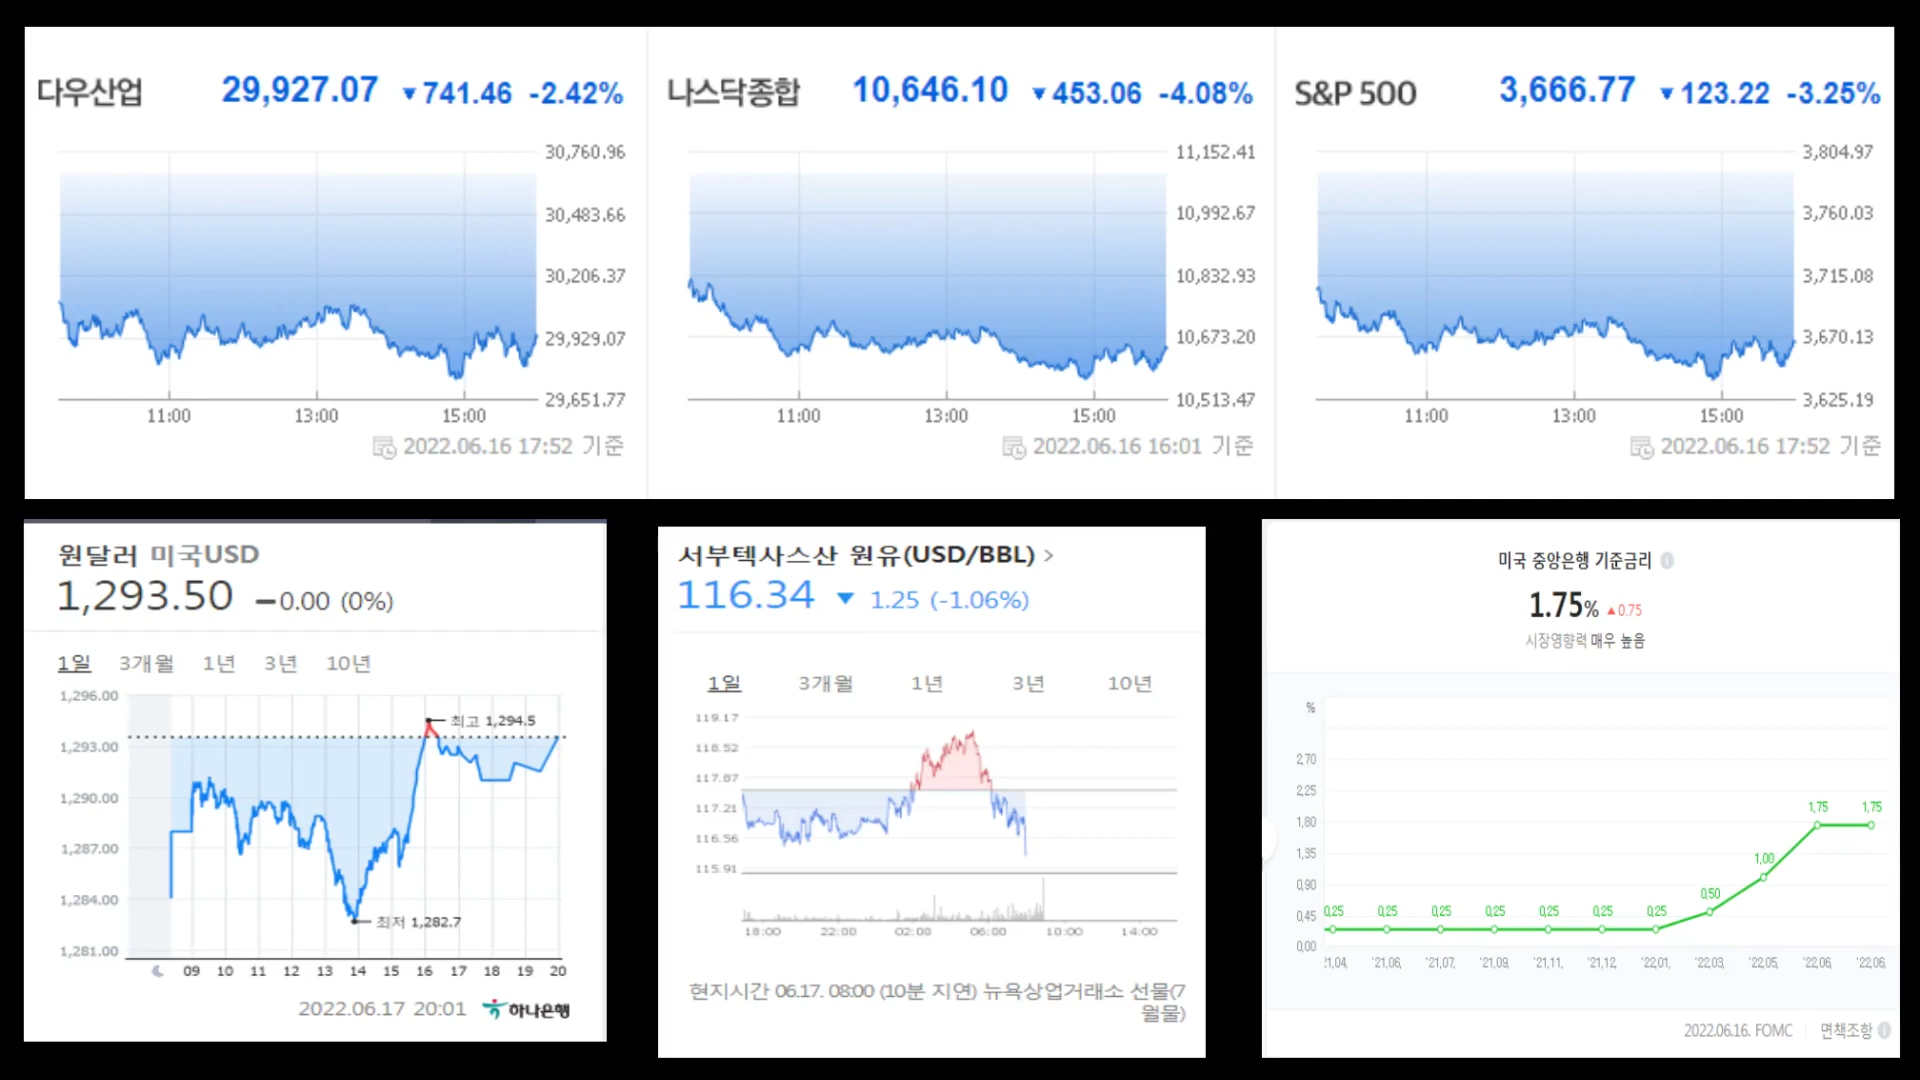 다우산업 29,927.07 ▼741.46 -2.42%
30,760.96
30,483.66
30,206.37
29,929.07
29,651.77
11:00 13:00 15:00
2022.06.16 17:52 기준
나스닥종합 10,646.10 ▼453.06 -4.08%
11,152.41
10,992.67
10,832.93
10,673.20
10,513.47
11:00 13:00 15:00
2022.06.16 16:01 기준
S&P 500 3,666.77 ▼123.22 -3.25%
3,804.97
3,760.03
3,715.08
3,670.13
3,625.19
11:00 13:00 15:00
2022.06.16 17:52 기준
원달러 미국USD
1,293.50 －0.00 (0%)
1일 3개월 1년 3년 10년
1,296.00
최고 1,294.5
1,293.00
1,290.00
1,287.00
1,284.00
최저 1,282.7
1,281.00
09 10 11 12 13 14 15 16 17 18 19 20
2022.06.17 20:01 하나은행
서부텍사스산 원유(USD/BBL) >
116.34 ▼ 1.25 (-1.06%)
1일 3개월 1년 3년 10년
119.17
118.52
117.87
117.21
116.56
115.91
18:00 22:00 02:00 06:00 10:00 14:00
현지시간 06.17. 08:00 (10분 지연) 뉴욕상업거래소 선물(7
월물)
미국 중앙은행 기준금리
1.75% ▲0.75
시장영향력 매우 높음
%
2,70
2,25
1,80
1,35
0,90
0,45
0,00
0,25 0,25 0,25 0,25 0,25 0,25 0,25 0,50 1,00 1,75 1,75
'21,06, '21,07, '21,09, '21,11, '21,12, '22,01, '22,03, '22,05, '22,06, '22,06,
2022.06.16. FOMC 면책조항